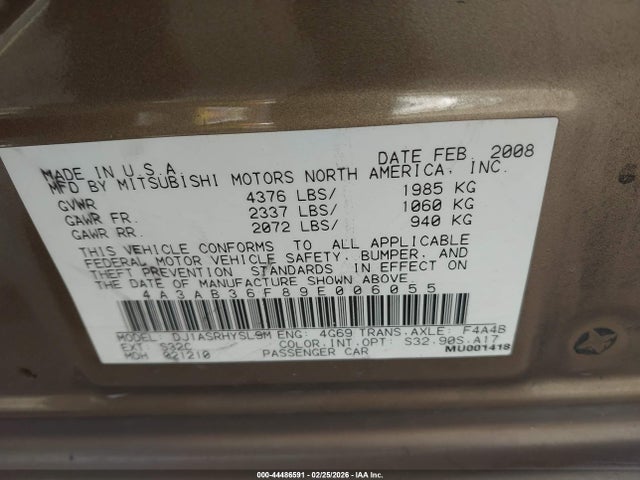 MADE IN U.S.A. DATE FEB. 2008
MFD BY MITSUBISHI MOTORS NORTH AMERICA, INC.
GVWR 4376 LBS/ 1985 KG
GAWR FR. 2337 LBS/ 1060 KG
GAWR RR. 2072 LBS/ 940 KG
THIS VEHICLE CONFORMS TO ALL APPLICABLE
FEDERAL MOTOR VEHICLE SAFETY, BUMPER, AND
THEFT PREVENTION STANDARDS IN EFFECT ON
THE DATE OF MANUFACTURE SHOWN ABOVE
4A3AB36F89E006055
MODEL: DJ1ASRHYSL9M ENG: 4G69 TRANS.AXLE: F4A4B
EXT: S32C COLOR.INT.OPT: S32.90S.A17
MDH 021210 PASSENGER CAR MU001418
000-44486591 - 02/25/2026 - IAA Inc.